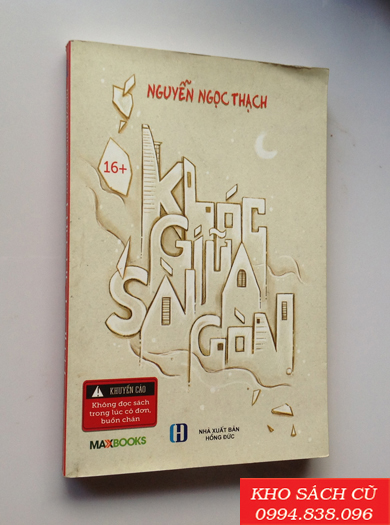 NGUYỄN NGỌC THẠCH
16+
KHÓC
GIỮA
SÀI
GÒN
KHUYẾN CÁO
Không đọc sách
trong lúc cô đơn,
buồn chán
MAXBOOKS
NHÀ XUẤT BẢN
HỒNG ĐỨC
KHO SÁCH CŨ
0994.838.096